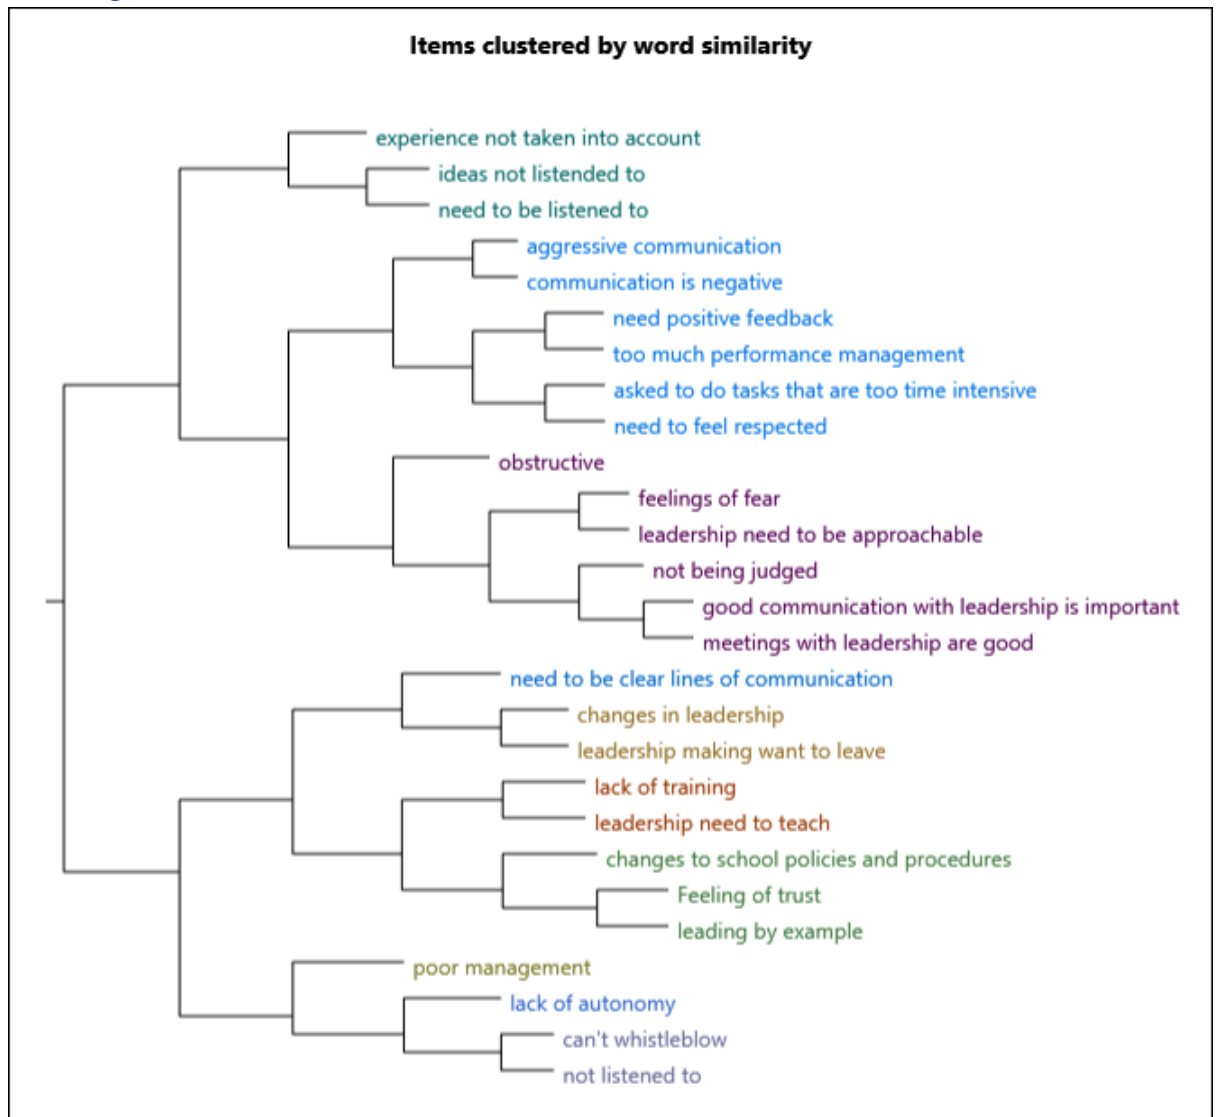 Items clustered by word similarity
experience not taken into account
ideas not listended to
need to be listened to
aggressive communication
communication is negative
need positive feedback
too much performance management
asked to do tasks that are too time intensive
need to feel respected
obstructive
feelings of fear
leadership need to be approachable
not being judged
good communication with leadership is important
meetings with leadership are good
need to be clear lines of communication
changes in leadership
leadership making want to leave
lack of training
leadership need to teach
changes to school policies and procedures
Feeling of trust
leading by example
poor management
lack of autonomy
can't whistleblow
not listened to